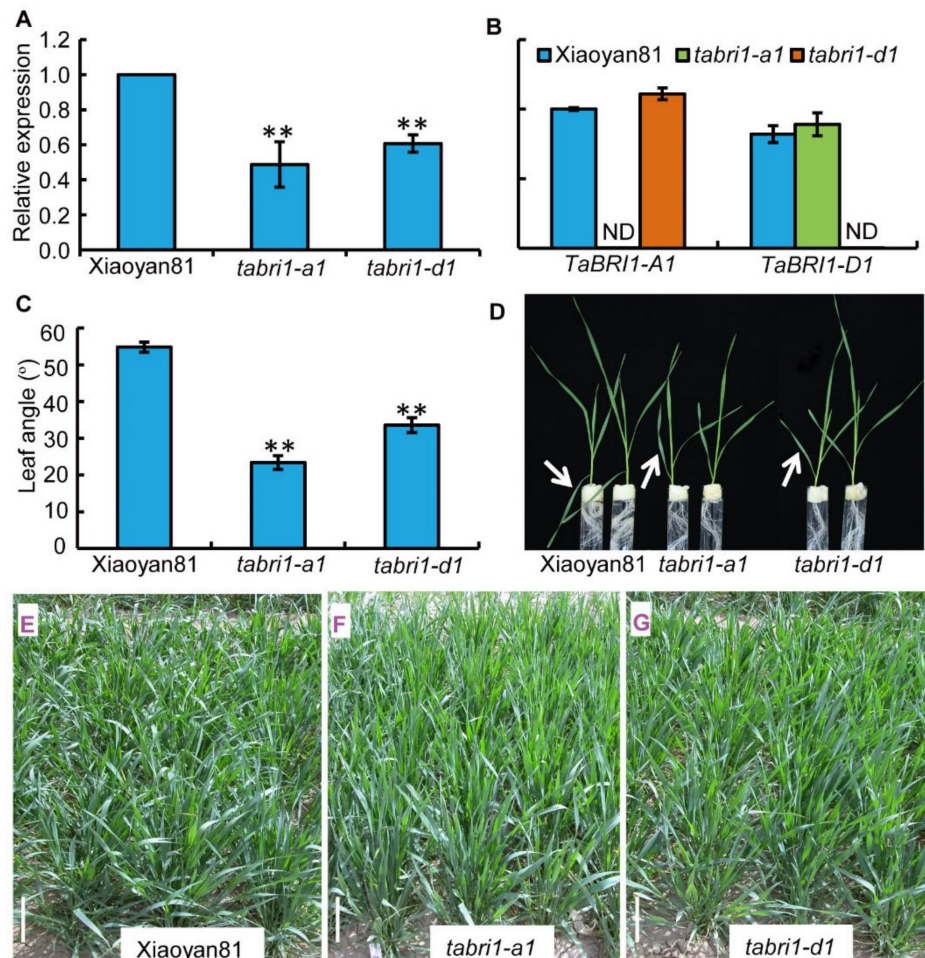 A
Relative expression
1.2
1.0
0.8
0.6
0.4
0.2
0.0
**
**
Xiaoyan81
tabri1-a1
tabri1-d1
B
Xiaoyan81 tabri1-a1 tabri1-d1
ND
ND
TaBRI1-A1
TaBRI1-D1
C
Leaf angle (°)
60
50
40
30
20
10
0
**
**
Xiaoyan81
tabri1-a1
tabri1-d1
D
Xiaoyan81
tabri1-a1
tabri1-d1
E
Xiaoyan81
F
tabri1-a1
G
tabri1-d1